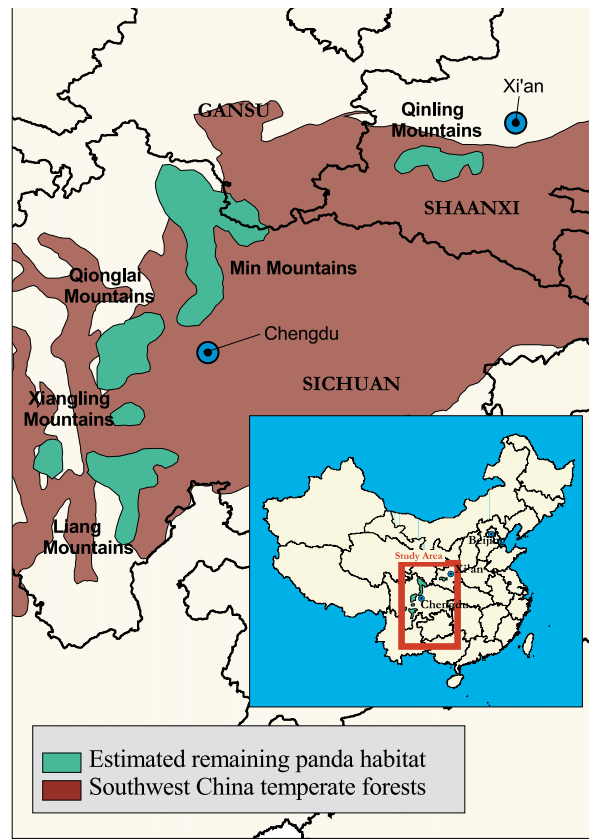 Xi'an
GANSU
Qinling
Mountains
SHAANXI
Min Mountains
Qionglai
Mountains
Chengdu
SICHUAN
Xiangling
Mountains
Liang
Mountains
Beijing
Study Area
Xi'an
Chengdu
Estimated remaining panda habitat
Southwest China temperate forests